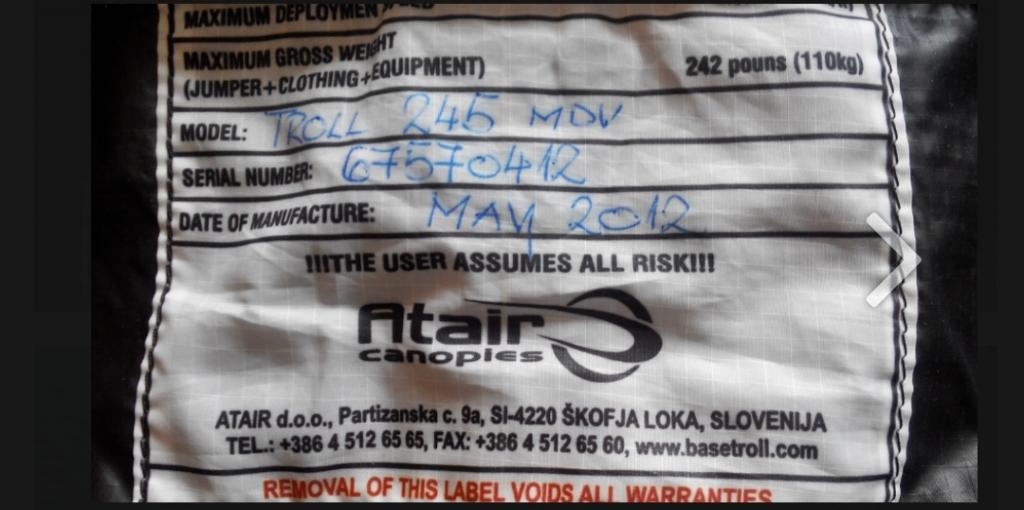 MAXIMUM DEPLOYMEN
MAXIMUM GROSS WEIGHT
(JUMPER+CLOTHING+EQUIPMENT) 242 pouns (110kg)
MODEL: TROLL 245 MDV
SERIAL NUMBER: 67570412
DATE OF MANUFACTURE: MAY 2012
!!!THE USER ASSUMES ALL RISK!!!
Atair
canopies
ATAIR d.o.o., Partizanska c. 9a, SI-4220 ŠKOFJA LOKA, SLOVENIJA
TEL.: +386 4 512 65 65, FAX: +386 4 512 65 60, www.basetroll.com
REMOVAL OF THIS LABEL VOIDS ALL WARRANTIES